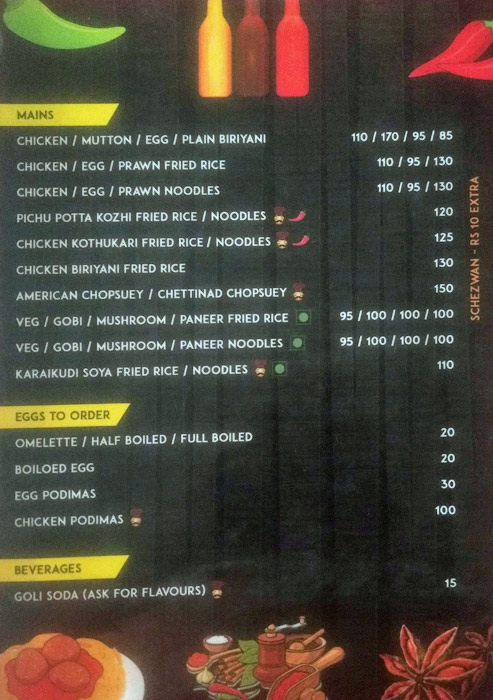 MAINS
CHICKEN / MUTTON / EGG / PLAIN BIRIYANI 110 / 170 / 95 / 85
CHICKEN / EGG / PRAWN FRIED RICE 110 / 95 / 130
CHICKEN / EGG / PRAWN NOODLES 110 / 95 / 130
PICHU POTTA KOZHI FRIED RICE / NOODLES 120
CHICKEN KOTHUKARI FRIED RICE / NOODLES 125
CHICKEN BIRIYANI FRIED RICE 130
AMERICAN CHOPSUEY / CHETTINAD CHOPSUEY 150
VEG / GOBI / MUSHROOM / PANEER FRIED RICE 95 / 100 / 100 / 100
VEG / GOBI / MUSHROOM / PANEER NOODLES 95 / 100 / 100 / 100
KARAIKUDI SOYA FRIED RICE / NOODLES 110
SCHEZWAN - RS 10 EXTRA
EGGS TO ORDER
OMELETTE / HALF BOILED / FULL BOILED 20
BOILOED EGG 20
EGG PODIMAS 30
CHICKEN PODIMAS 100
BEVERAGES
GOLI SODA (ASK FOR FLAVOURS) 15